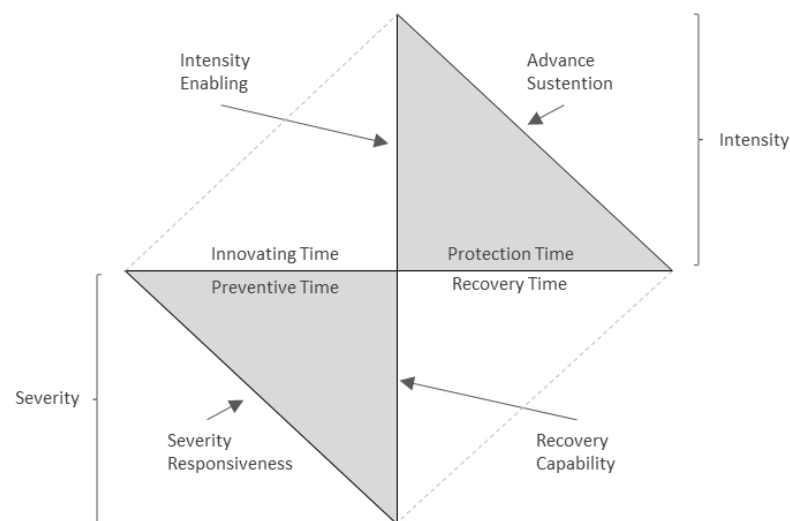 Intensity
Enabling
Advance
Sustention
Intensity
Innovating Time
Protection Time
Preventive Time
Recovery Time
Severity
Severity
Responsiveness
Recovery
Capability